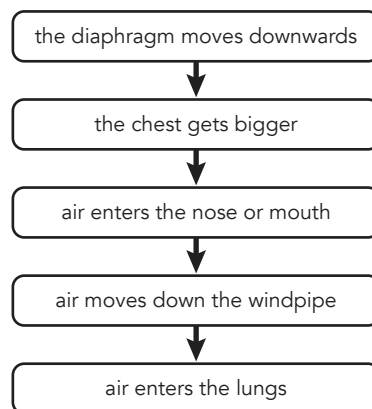 the diaphragm moves downwards
the chest gets bigger
air enters the nose or mouth
air moves down the windpipe
air enters the lungs